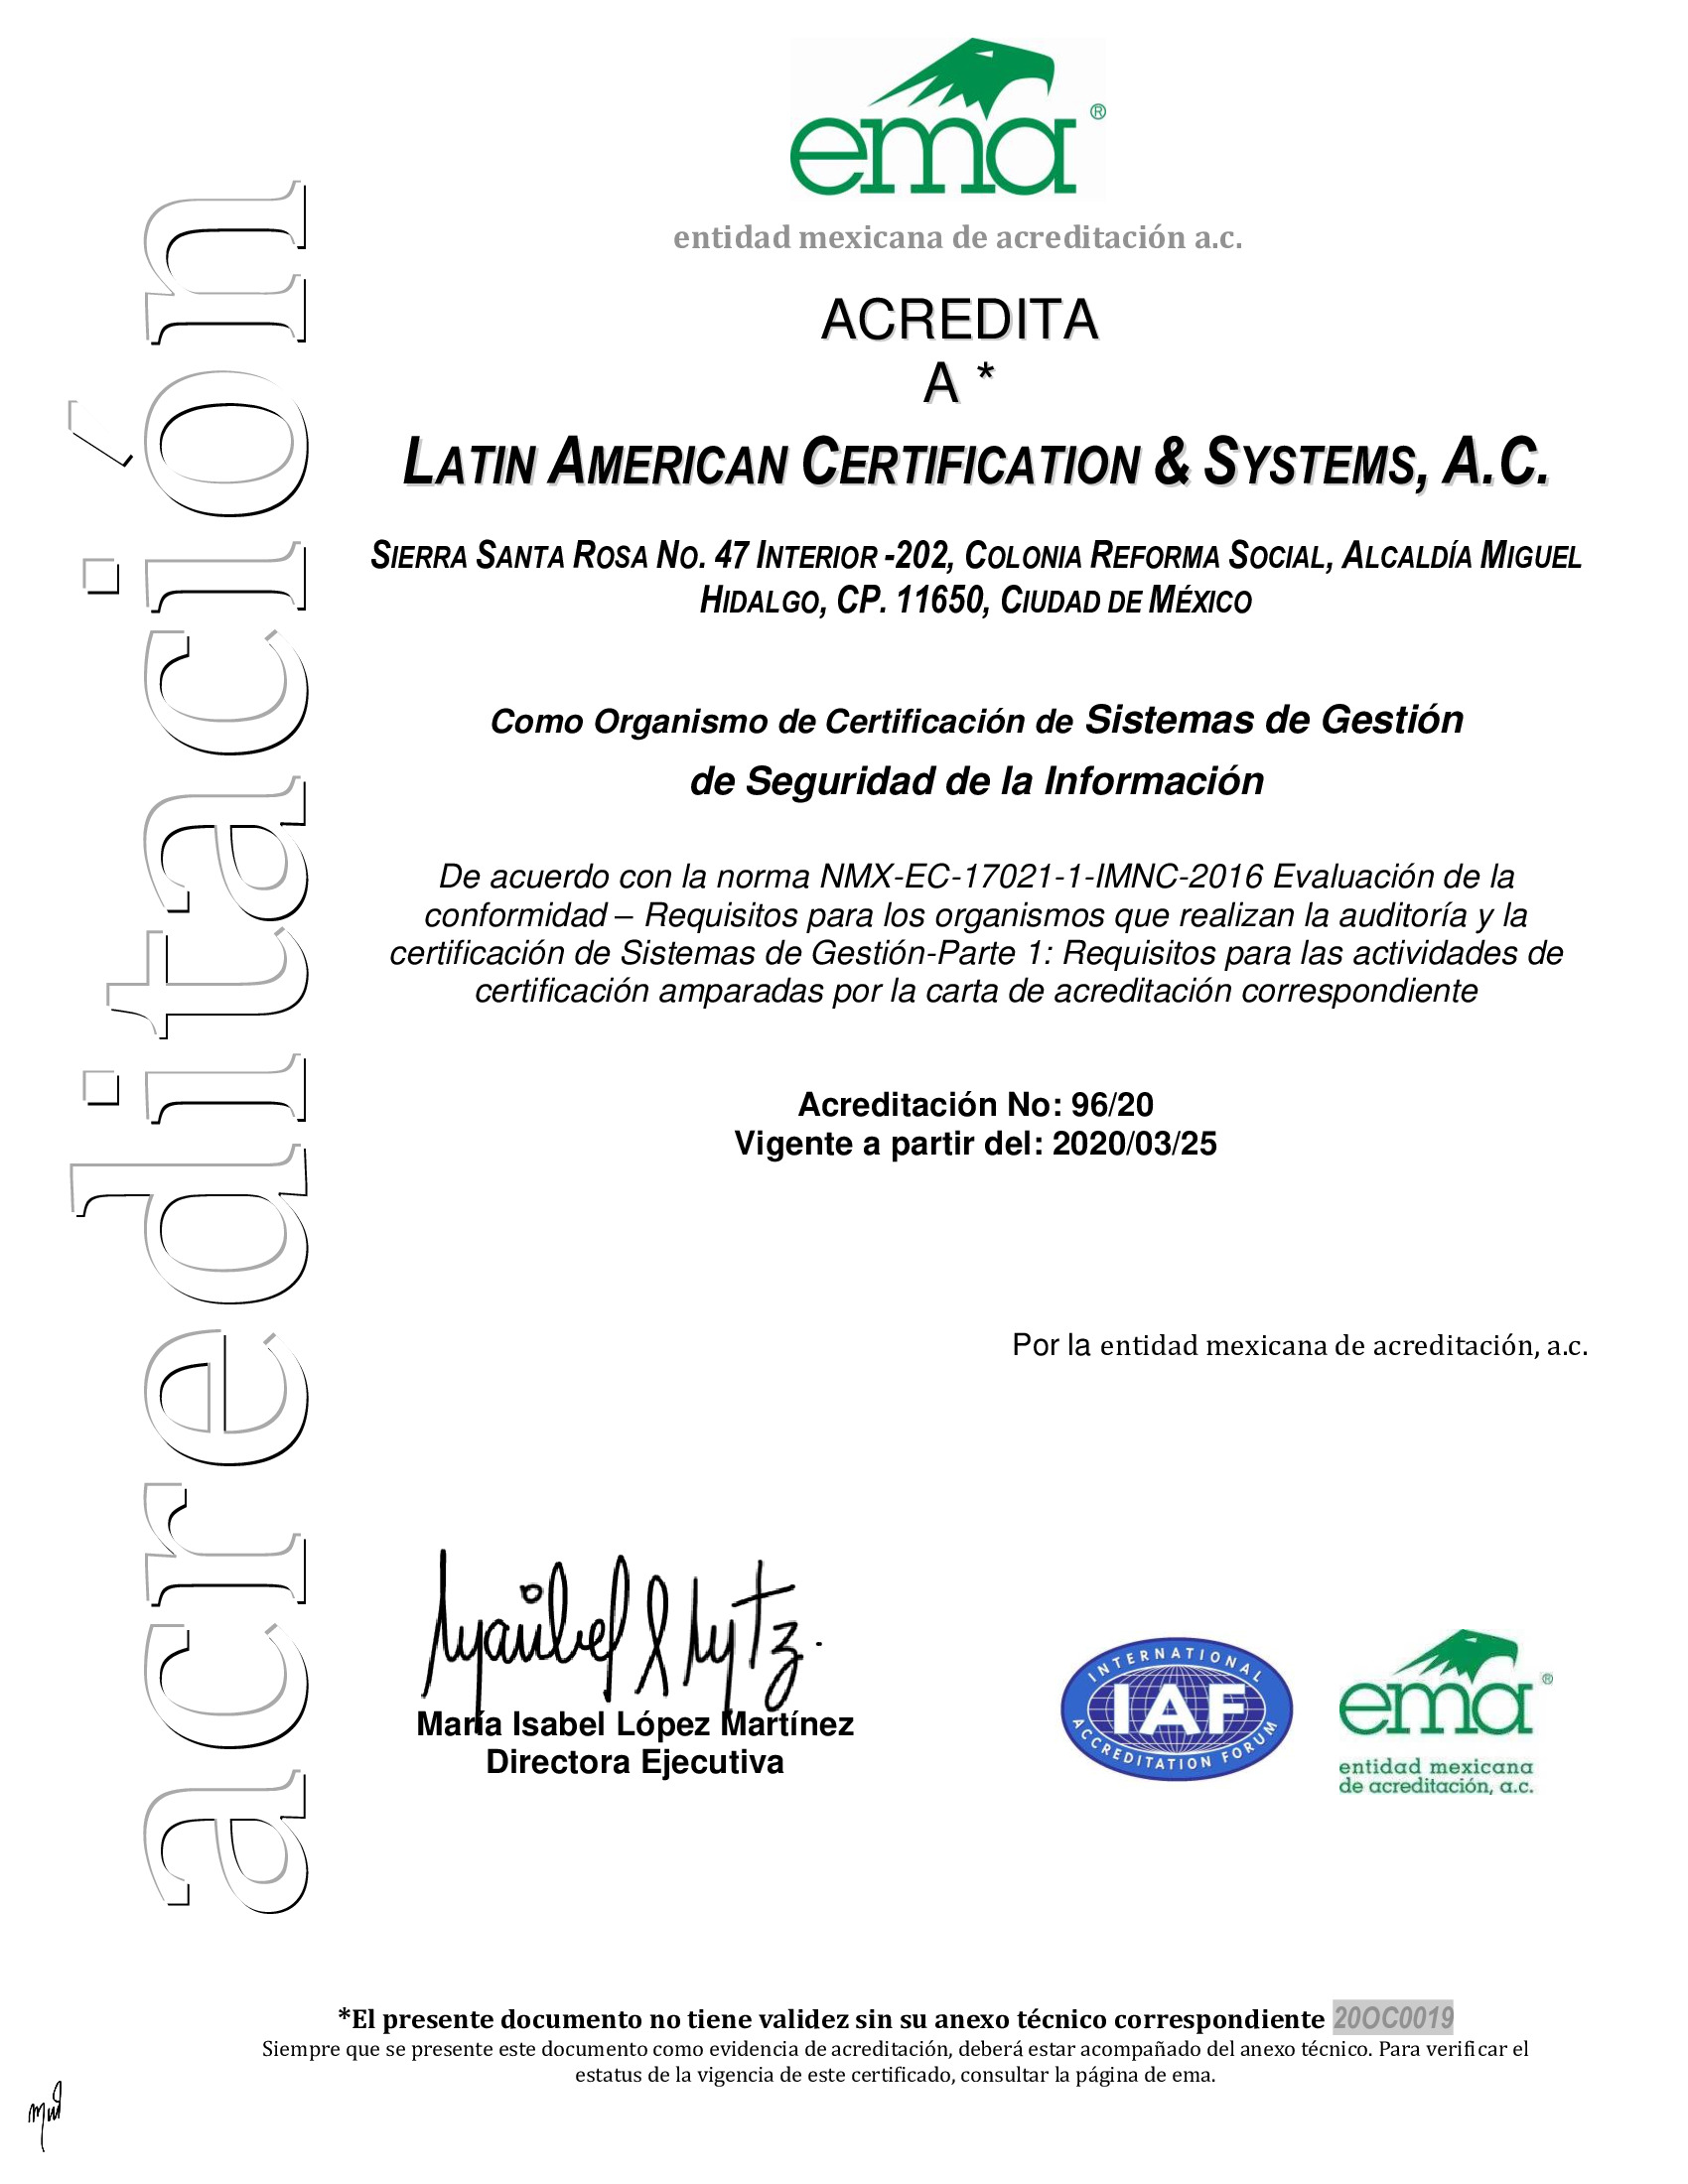 acreditación
ema®
entidad mexicana de acreditación a.c.
ACREDITA
A *
LATIN AMERICAN CERTIFICATION & SYSTEMS, A.C.
SIERRA SANTA ROSA NO. 47 INTERIOR -202, COLONIA REFORMA SOCIAL, ALCALDÍA MIGUEL
HIDALGO, CP. 11650, CIUDAD DE MÉXICO
Como Organismo de Certificación de Sistemas de Gestión
de Seguridad de la Información
De acuerdo con la norma NMX-EC-17021-1-IMNC-2016 Evaluación de la
conformidad – Requisitos para los organismos que realizan la auditoría y la
certificación de Sistemas de Gestión-Parte 1: Requisitos para las actividades de
certificación amparadas por la carta de acreditación correspondiente
Acreditación No: 96/20
Vigente a partir del: 2020/03/25
Por la entidad mexicana de acreditación, a.c.
María Isabel López Martínez
Directora Ejecutiva
INTERNATIONAL
IAF
ACCREDITATION FORUM
ema®
entidad mexicana
de acreditación, a.c.
*El presente documento no tiene validez sin su anexo técnico correspondiente 20OC0019
Siempre que se presente este documento como evidencia de acreditación, deberá estar acompañado del anexo técnico. Para verificar el
estatus de la vigencia de este certificado, consultar la página de ema.